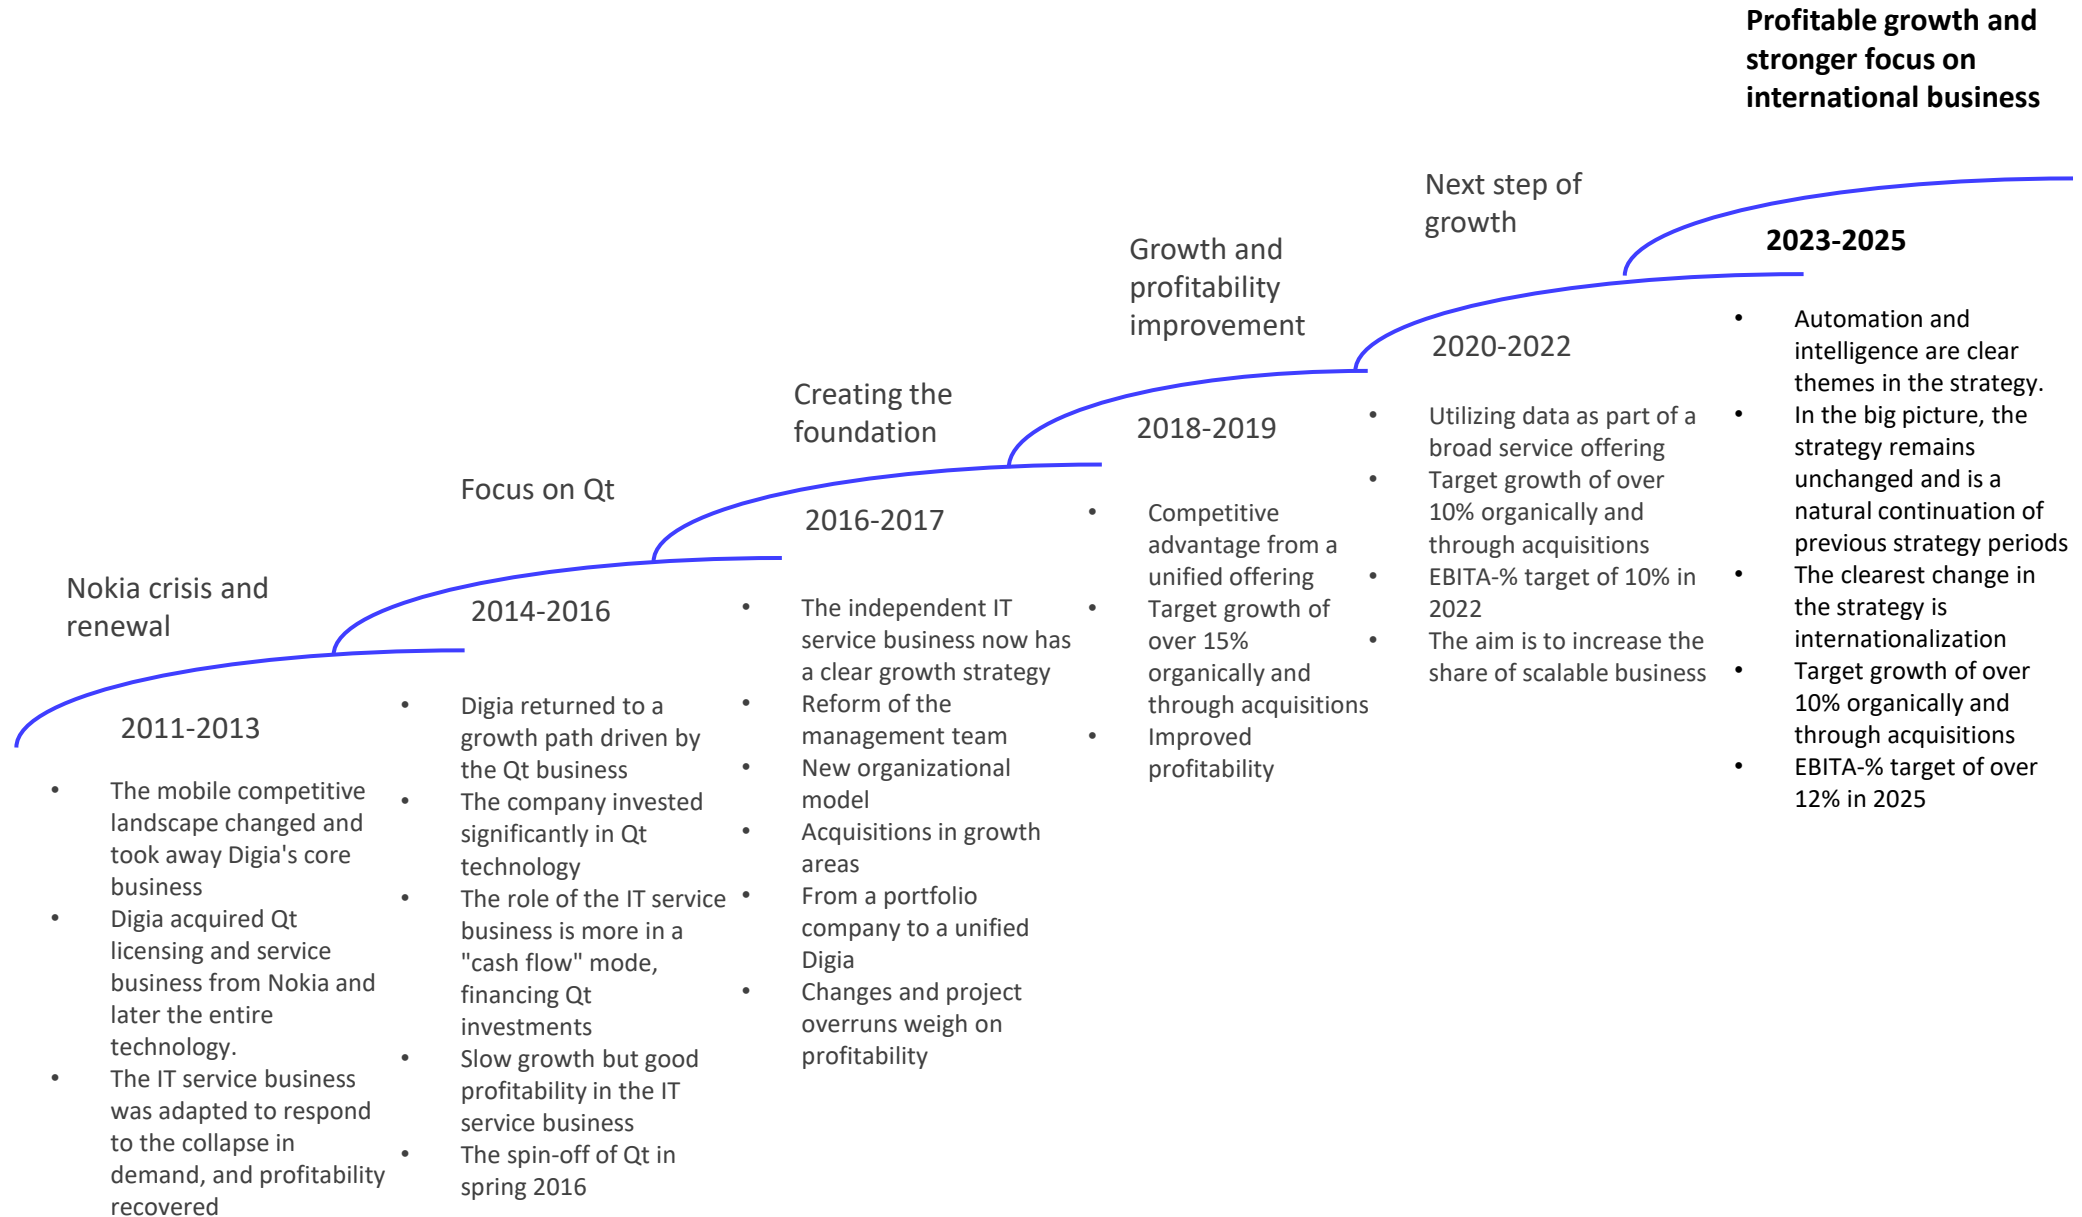 Nokia crisis and
renewal
2011-2013
• The mobile competitive
landscape changed and
took away Digia's core
business
• Digia acquired Qt
licensing and service
business from Nokia and
later the entire
technology.
• The IT service business
was adapted to respond
to the collapse in
demand, and profitability
recovered
Focus on Qt
2014-2016
• Digia returned to a
growth path driven by
the Qt business
• The company invested
significantly in Qt
technology
• The role of the IT service
business is more in a
"cash flow" mode,
financing Qt
investments
• Slow growth but good
profitability in the IT
service business
• The spin-off of Qt in
spring 2016
Creating the
foundation
2016-2017
• The independent IT
service business now has
a clear growth strategy
• Reform of the
management team
• New organizational
model
• Acquisitions in growth
areas
• From a portfolio
company to a unified
Digia
• Changes and project
overruns weigh on
profitability
Growth and
profitability
improvement
2018-2019
• Competitive
advantage from a
unified offering
• Target growth of
over 15%
organically and
through acquisitions
• Improved
profitability
Next step of
growth
2020-2022
• Utilizing data as part of a
broad service offering
• Target growth of over
10% organically and
through acquisitions
• EBITA-% target of 10% in
2022
• The aim is to increase the
share of scalable business
Profitable growth and
stronger focus on
international business
2023-2025
• Automation and
intelligence are clear
themes in the strategy.
• In the big picture, the
strategy remains
unchanged and is a
natural continuation of
previous strategy periods
• The clearest change in
the strategy is
internationalization
• Target growth of over
10% organically and
through acquisitions
• EBITA-% target of over
12% in 2025